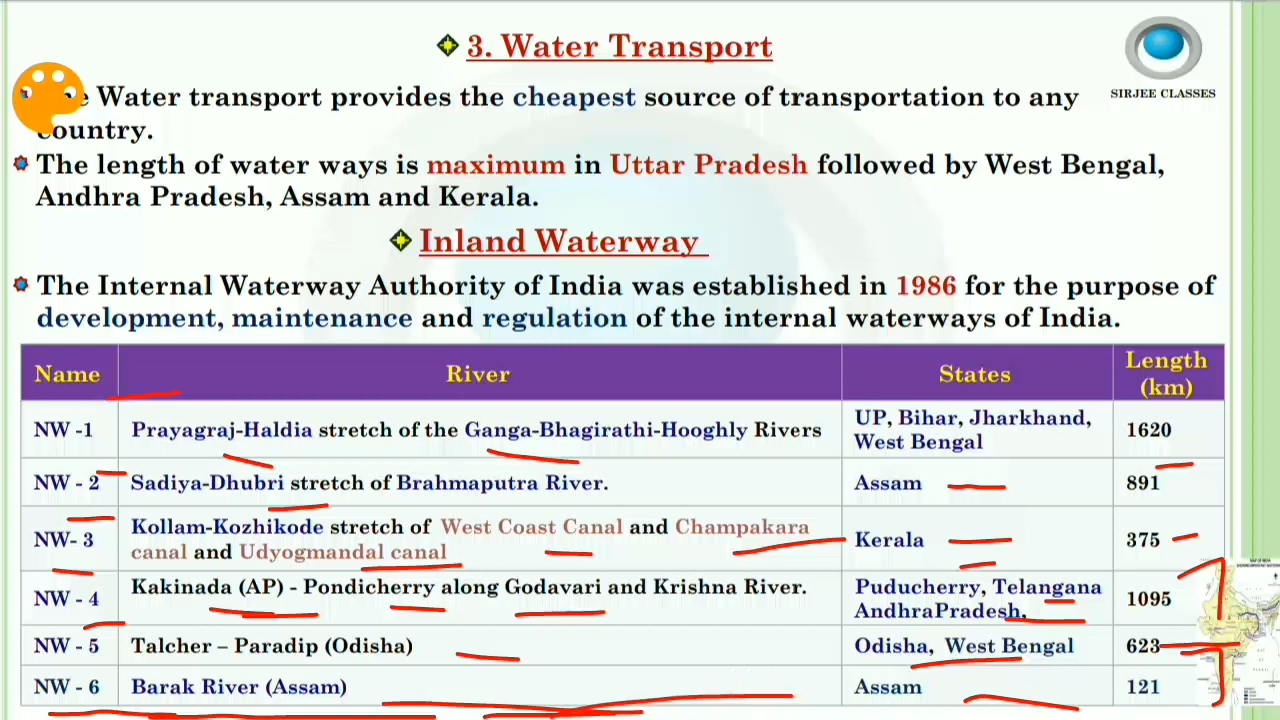 3. Water Transport
SIRJEE CLASSES
Water transport provides the cheapest source of transportation to any
country.
The length of water ways is maximum in Uttar Pradesh followed by West Bengal,
Andhra Pradesh, Assam and Kerala.
Inland Waterway
The Internal Waterway Authority of India was established in 1986 for the purpose of
development, maintenance and regulation of the internal waterways of India.
Name River States Length (km)
NW -1 Prayagraj-Haldia stretch of the Ganga-Bhagirathi-Hooghly Rivers UP, Bihar, Jharkhand, West Bengal 1620
NW - 2 Sadiya-Dhubri stretch of Brahmaputra River. Assam 891
NW- 3 Kollam-Kozhikode stretch of West Coast Canal and Champakara canal and Udyogmandal canal Kerala 375
NW - 4 Kakinada (AP) - Pondicherry along Godavari and Krishna River. Puducherry, Telangana AndhraPradesh, 1095
NW - 5 Talcher – Paradip (Odisha) Odisha, West Bengal 623
NW - 6 Barak River (Assam) Assam 121